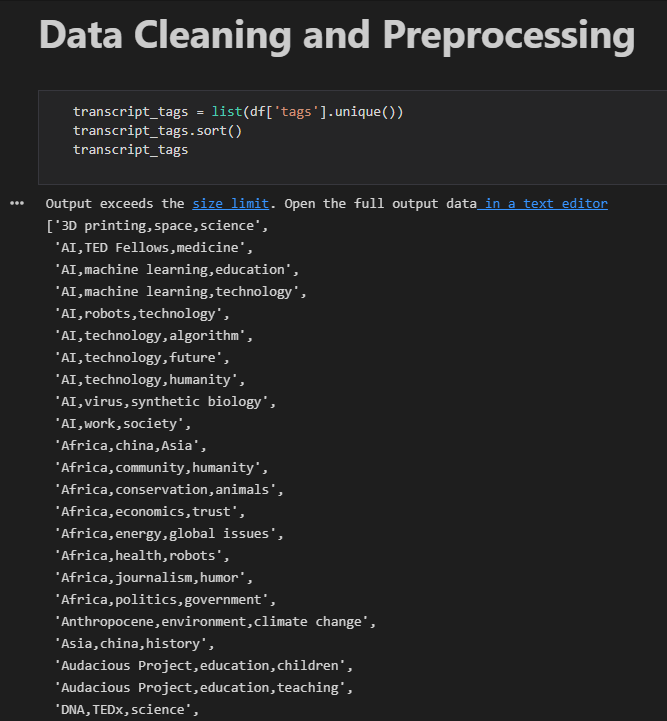 Data Cleaning and Preprocessing
transcript_tags = list(df['tags'].unique())
transcript_tags.sort()
transcript_tags
Output exceeds the size limit. Open the full output data in a text editor
['3D printing,space,science',
'AI,TED Fellows,medicine',
'AI,machine learning,education',
'AI,machine learning,technology',
'AI,robots,technology',
'AI,technology,algorithm',
'AI,technology,future',
'AI,technology,humanity',
'AI,virus,synthetic biology',
'AI,work,society',
'Africa,china,Asia',
'Africa,community,humanity',
'Africa,conservation,animals',
'Africa,economics,trust',
'Africa,energy,global issues',
'Africa,health,robots',
'Africa,journalism,humor',
'Africa,politics,government',
'Anthropocene,environment,climate change',
'Asia,china,history',
'Audacious Project,education,children',
'Audacious Project,education,teaching',
'DNA,TEDx,science',